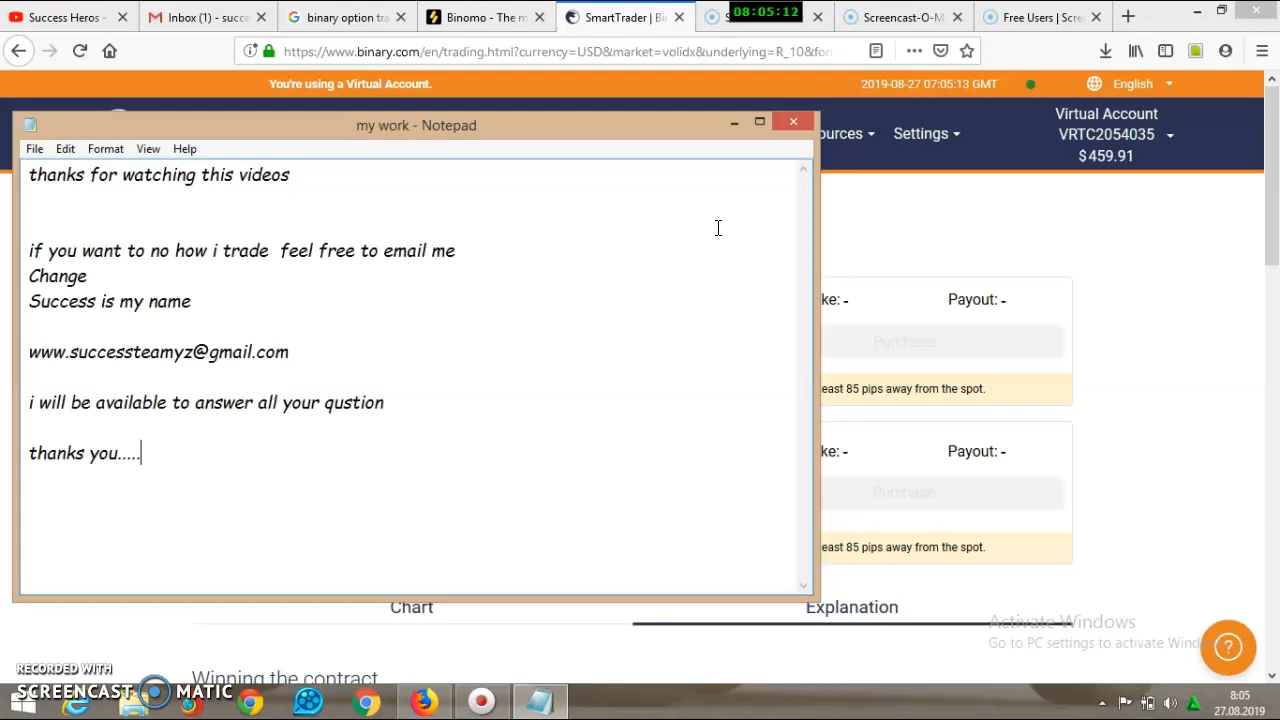 Success Heros -
Inbox (1) - succe
binary option tra
Binomo - The m
SmartTrader | Bi
08:05:12
Screencast-O-M
Free Users | Scre
https://www.binary.com/en/trading.html?currency=USD&market=volidx&underlying=R_10&for
You're using a Virtual Account.
2019-08-27 07:05:13 GMT
English
my work - Notepad
ources
Settings
Virtual Account
VRTC2054035
$459.91
File Edit Format View Help
thanks for watching this videos
if you want to no how i trade feel free to email me
Change
Success is my name
www.successteamyz@gmail.com
i will be available to answer all your qustion
thanks you.....
ke: -
Payout: -
Purchase
east 85 pips away from the spot.
ke: -
Payout: -
Purchase
east 85 pips away from the spot.
Chart
Explanation
Winning the contract
Activate Windows
Go to PC settings to activate Wind
RECORDED WITH
SCREENCAST MATIC
8:05
27.08.2019